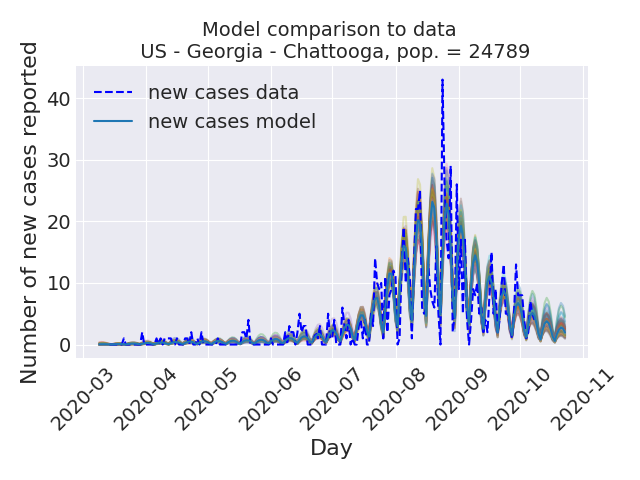 Model comparison to data
US - Georgia - Chattooga, pop. = 24789
Number of new cases reported
40
30
20
10
0
new cases data
new cases model
2020-03
2020-04
2020-05
2020-06
2020-07
2020-08
2020-09
2020-10
2020-11
Day